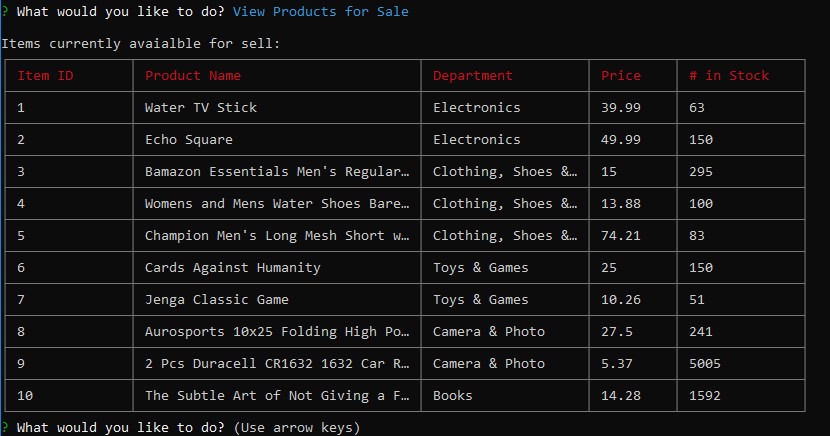 ? What would you like to do? View Products for Sale
Items currently avaialble for sell:
Item ID Product Name Department Price # in Stock
1 Water TV Stick Electronics 39.99 63
2 Echo Square Electronics 49.99 150
3 Bamazon Essentials Men's Regular… Clothing, Shoes &… 15 295
4 Womens and Mens Water Shoes Bare… Clothing, Shoes &… 13.88 100
5 Champion Men's Long Mesh Short w… Clothing, Shoes &… 74.21 83
6 Cards Against Humanity Toys & Games 25 150
7 Jenga Classic Game Toys & Games 10.26 51
8 Aurosports 10x25 Folding High Po… Camera & Photo 27.5 241
9 2 Pcs Duracell CR1632 1632 Car R… Camera & Photo 5.37 5005
10 The Subtle Art of Not Giving a F… Books 14.28 1592
? What would you like to do? (Use arrow keys)